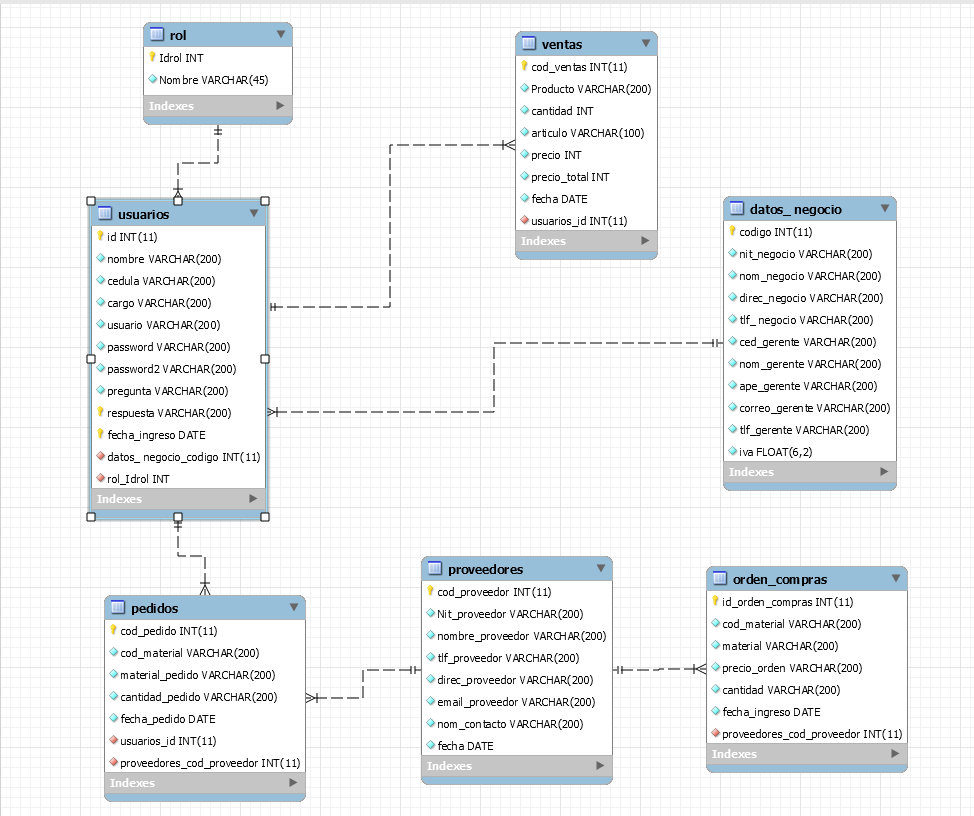 rol
Idrol INT
Nombre VARCHAR(45)
Indexes
ventas
cod_ventas INT(11)
Producto VARCHAR(200)
cantidad INT
articulo VARCHAR(100)
precio INT
precio_total INT
fecha DATE
usuarios_id INT(11)
Indexes
usuarios
id INT(11)
nombre VARCHAR(200)
cedula VARCHAR(200)
cargo VARCHAR(200)
usuario VARCHAR(200)
password VARCHAR(200)
password2 VARCHAR(200)
pregunta VARCHAR(200)
respuesta VARCHAR(200)
fecha_ingreso DATE
datos_ negocio_codigo INT(11)
rol_Idrol INT
Indexes
datos_ negocio
codigo INT(11)
nit_negocio VARCHAR(200)
nom_negocio VARCHAR(200)
direc_negocio VARCHAR(200)
tlf_ negocio VARCHAR(200)
ced_gerente VARCHAR(200)
nom_gerente VARCHAR(200)
ape_gerente VARCHAR(200)
correo_gerente VARCHAR(200)
tlf_gerente VARCHAR(200)
iva FLOAT(6,2)
Indexes
pedidos
cod_pedido INT(11)
cod_material VARCHAR(200)
material_pedido VARCHAR(200)
cantidad_pedido VARCHAR(200)
fecha_pedido DATE
usuarios_id INT(11)
proveedores_cod_proveedor INT(11)
Indexes
proveedores
cod_proveedor INT(11)
Nit_proveedor VARCHAR(200)
nombre_proveedor VARCHAR(200)
tlf_proveedor VARCHAR(200)
direc_proveedor VARCHAR(200)
email_proveedor VARCHAR(200)
nom_contacto VARCHAR(200)
fecha DATE
Indexes
orden_compras
id_orden_compras INT(11)
cod_material VARCHAR(200)
material VARCHAR(200)
precio_orden VARCHAR(200)
cantidad VARCHAR(200)
fecha_ingreso DATE
proveedores_cod_proveedor INT(11)
Indexes